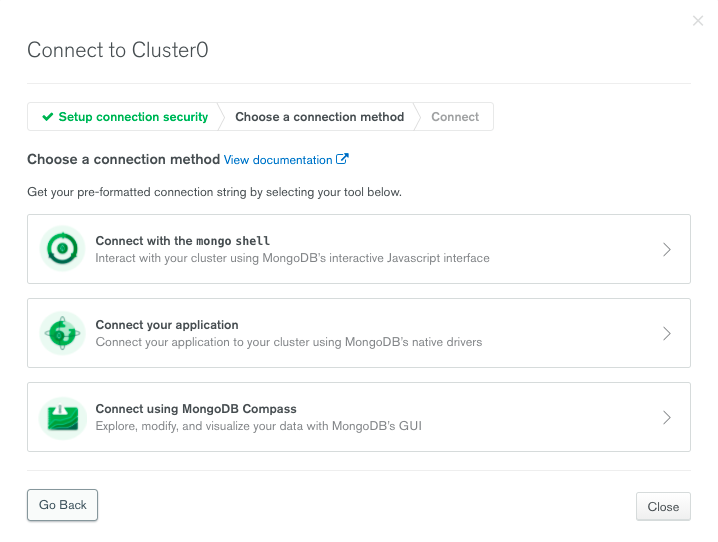 Connect to Cluster0
Setup connection security Choose a connection method Connect
Choose a connection method View documentation
Get your pre-formatted connection string by selecting your tool below.
Connect with the mongo shell
Interact with your cluster using MongoDB's interactive Javascript interface
Connect your application
Connect your application to your cluster using MongoDB's native drivers
Connect using MongoDB Compass
Explore, modify, and visualize your data with MongoDB's GUI
Go Back Close